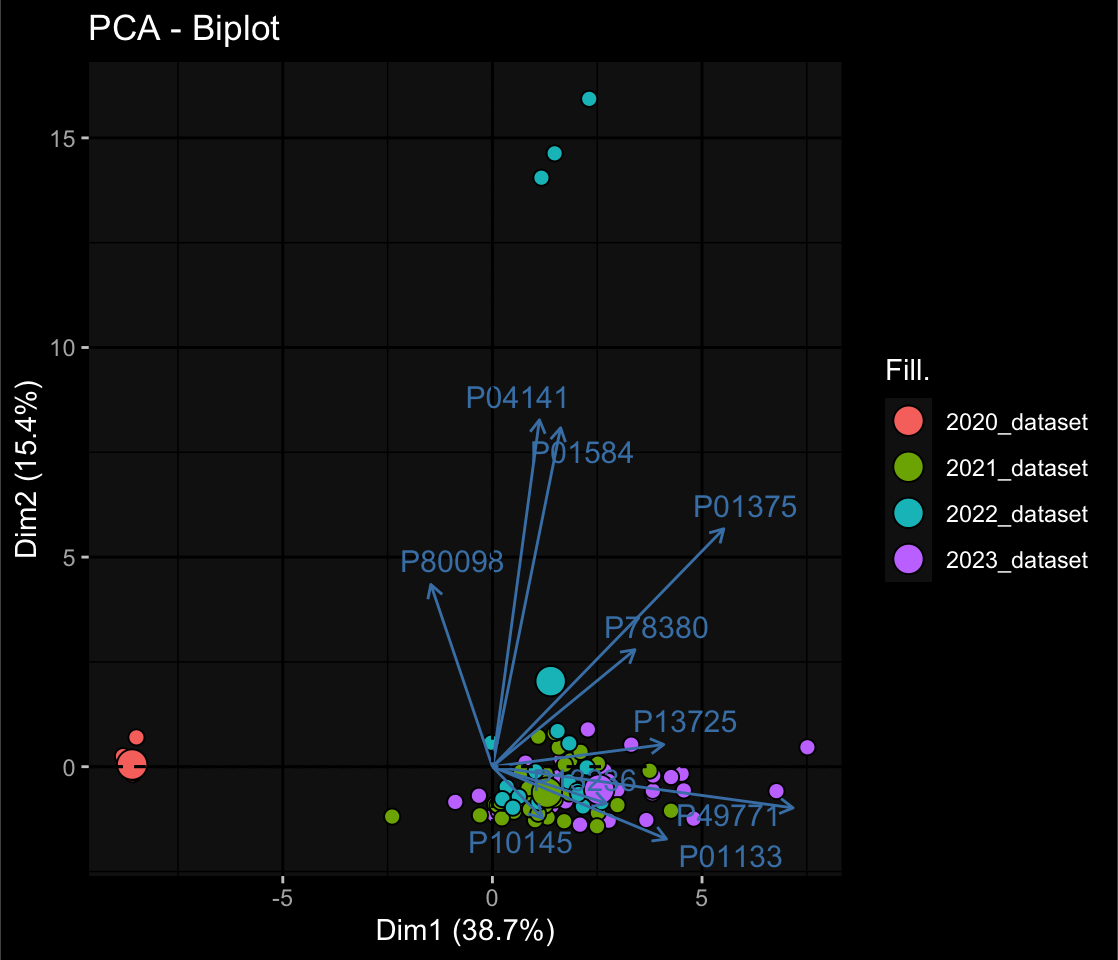 PCA - Biplot
15
10
5
0
-5
0
5
Dim2 (15.4%)
Dim1 (38.7%)
P04141
P01584
P01375
P80098
P78380
P13725
P49771
P10145
P01133
Fill.
2020_dataset
2021_dataset
2022_dataset
2023_dataset